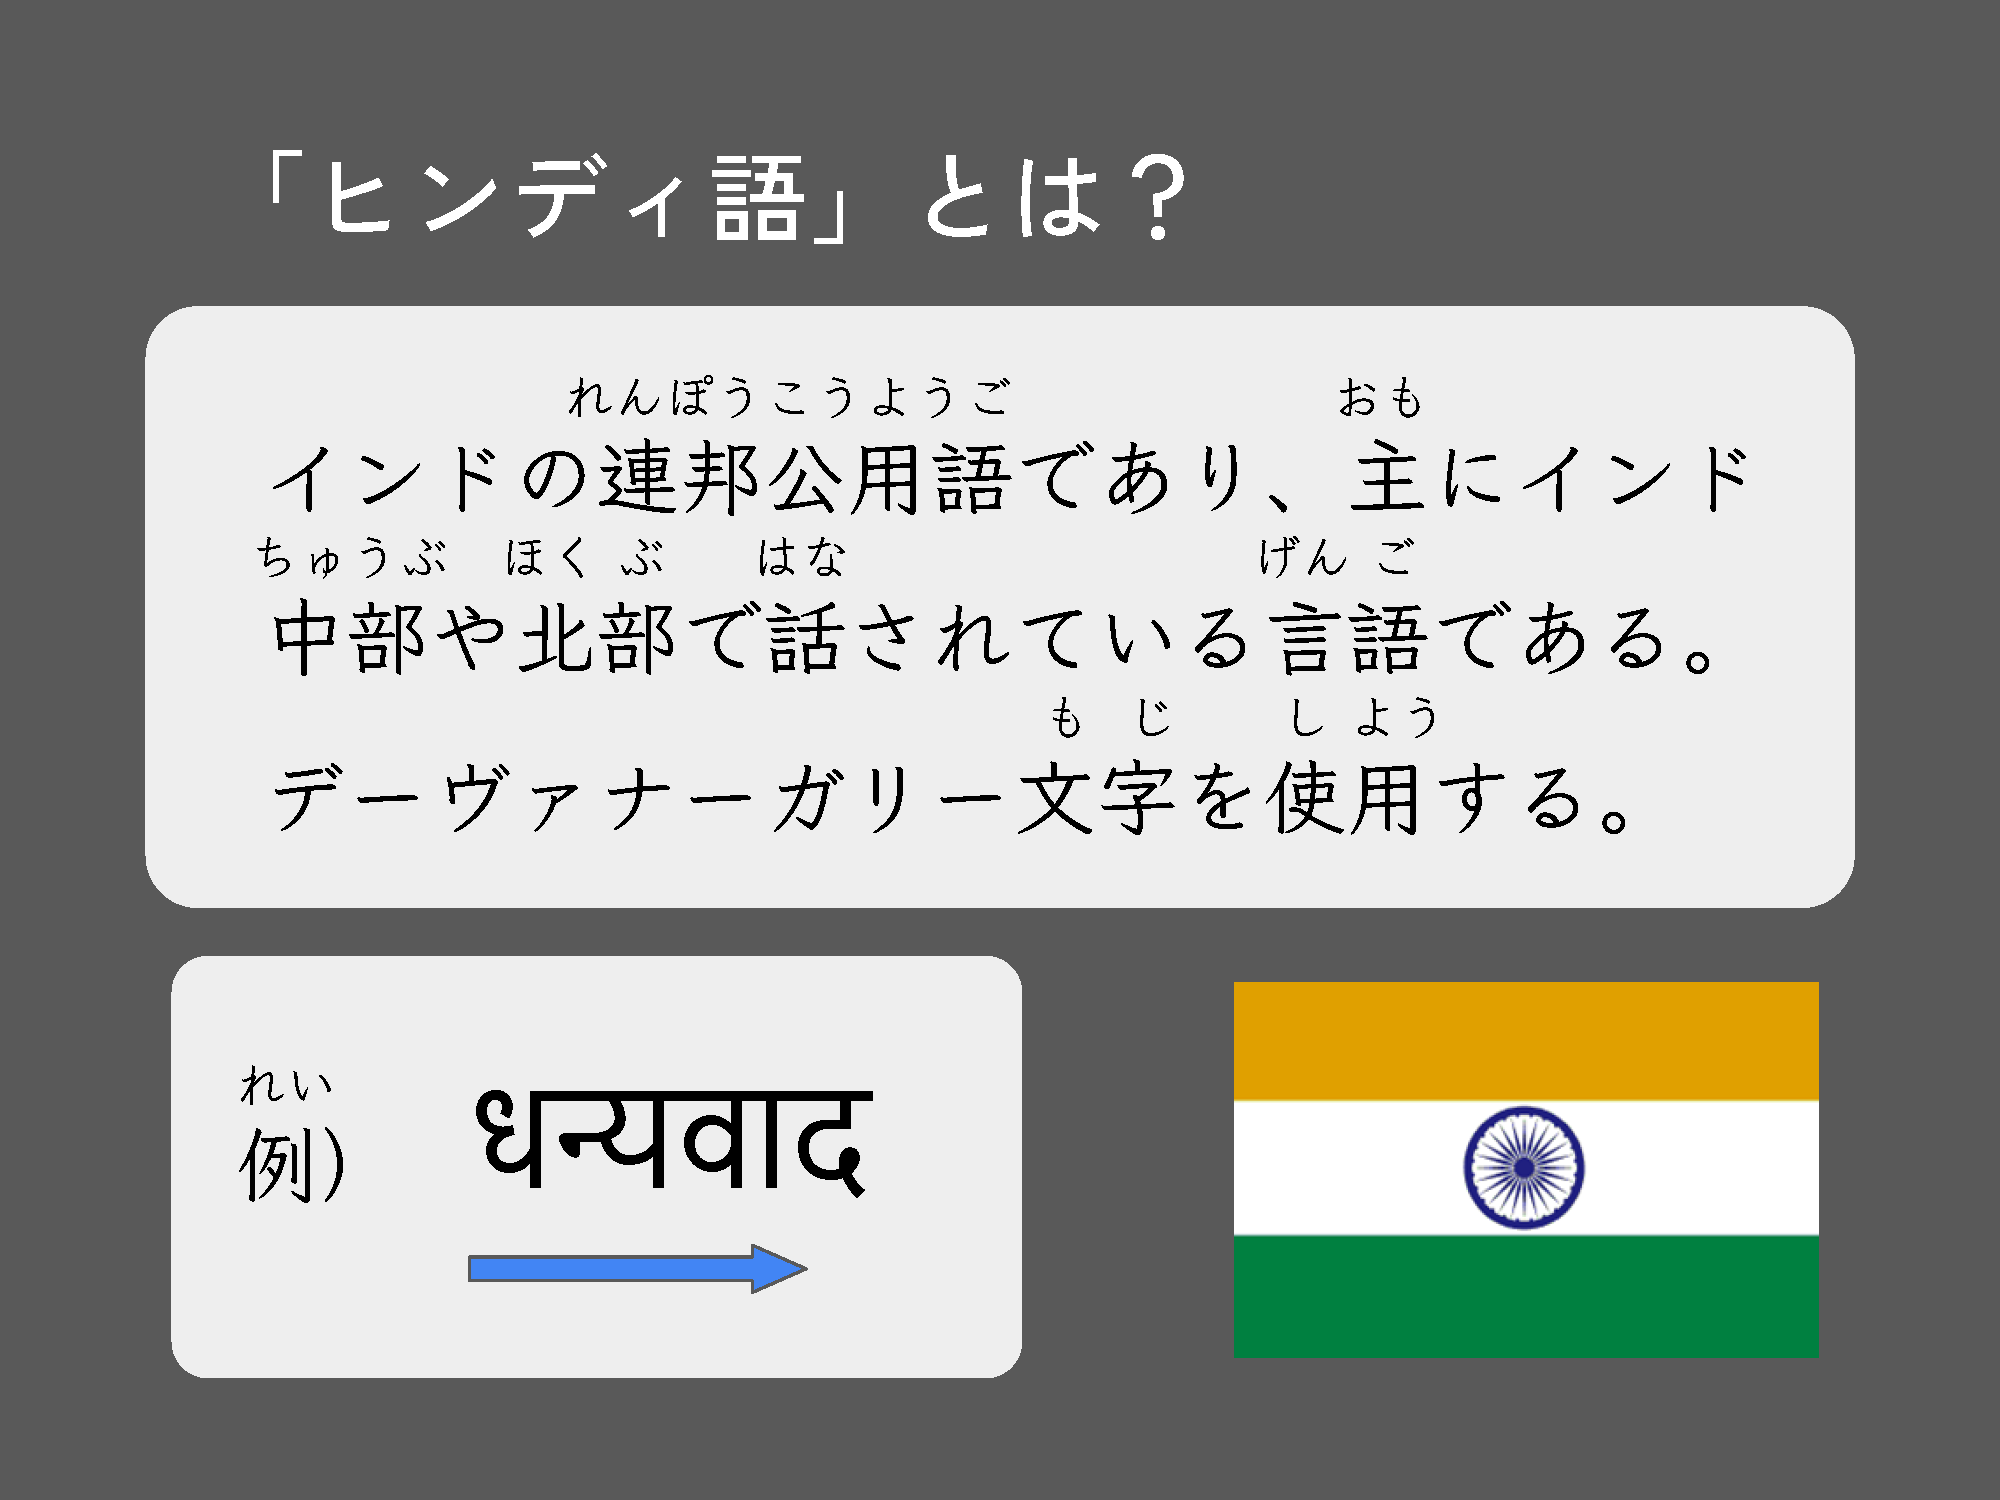 「ヒンディ語」とは？
れんぽうこうようご おも
インドの連邦公用語であり、主にインド
ちゅうぶ ほくぶ はな げんご
中部や北部で話されている言語である。
もじ しよう
デーヴァナーガリー文字を使用する。
れい
例) धन्यवाद